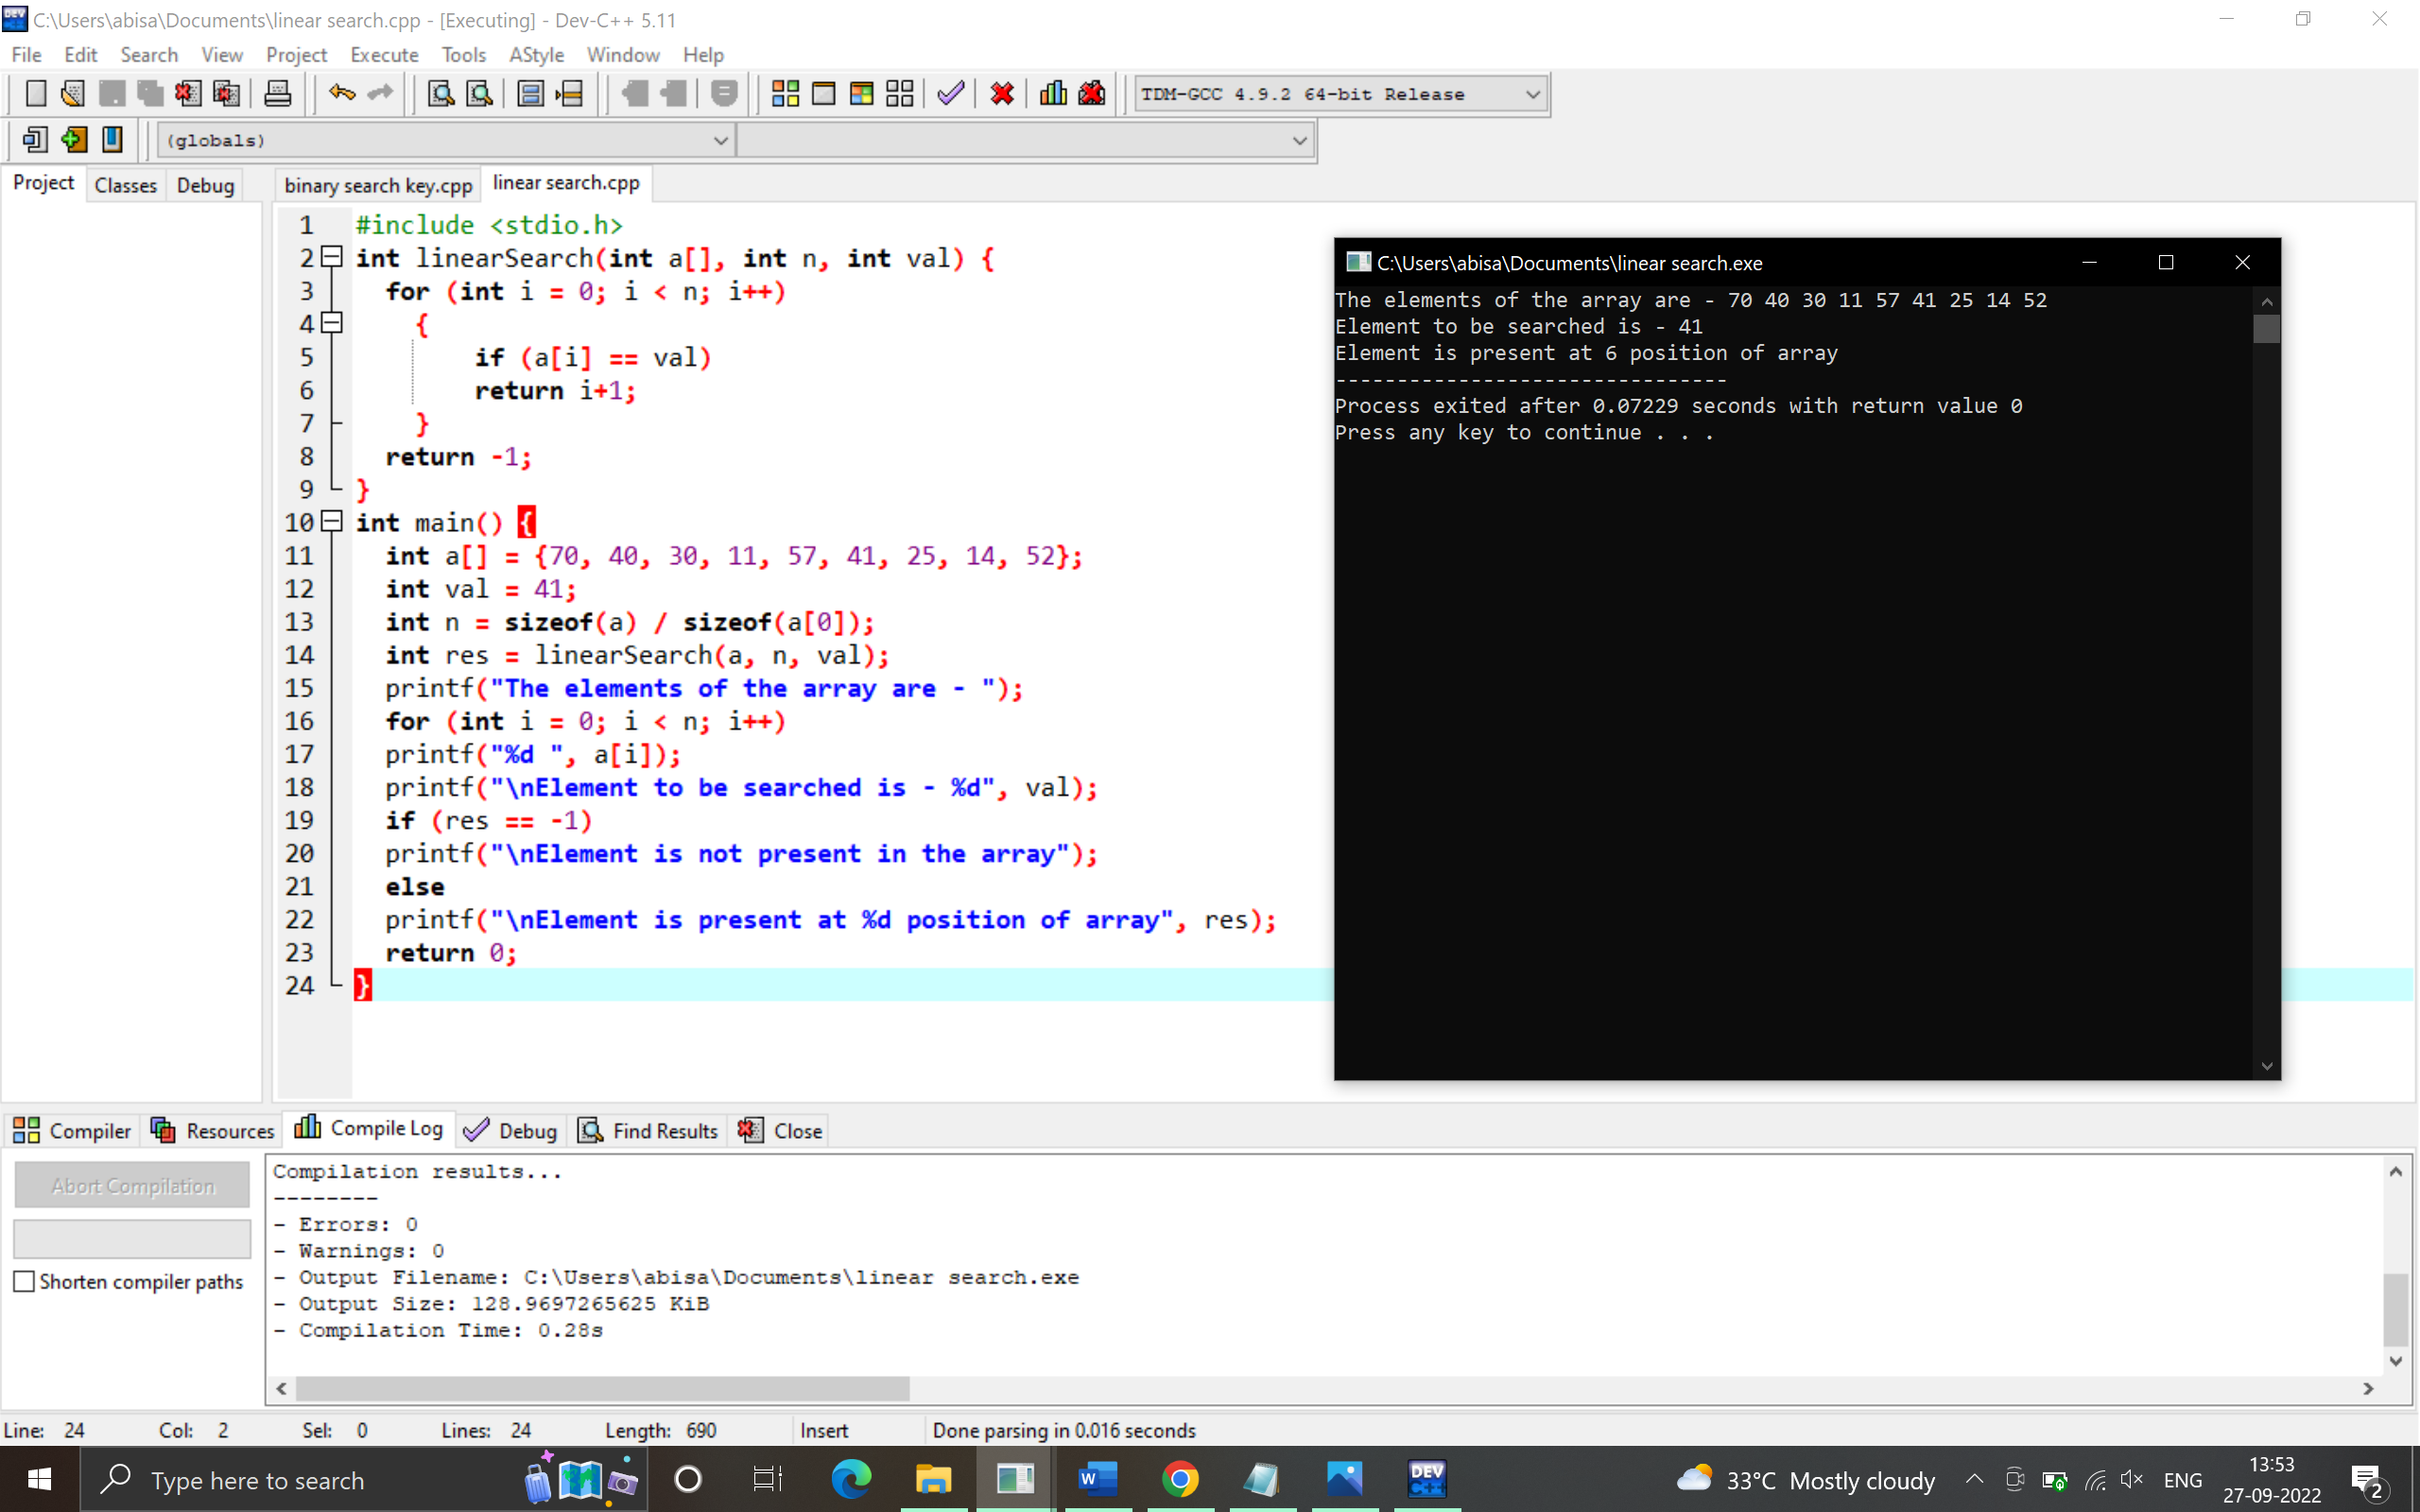 C:\Users\abisa\Documents\linear search.cpp - [Executing] - Dev-C++ 5.11
File Edit Search View Project Execute Tools AStyle Window Help
TDM-GCC 4.9.2 64-bit Release
(globals)
Project Classes Debug binary search key.cpp linear search.cpp
1 #include <stdio.h>
2 int linearSearch(int a[], int n, int val) {
3 for (int i = 0; i < n; i++)
4 {
5 if (a[i] == val)
6 return i+1;
7 }
8 return -1;
9 }
10 int main() {
11 int a[] = {70, 40, 30, 11, 57, 41, 25, 14, 52};
12 int val = 41;
13 int n = sizeof(a) / sizeof(a[0]);
14 int res = linearSearch(a, n, val);
15 printf("The elements of the array are - ");
16 for (int i = 0; i < n; i++)
17 printf("%d ", a[i]);
18 printf("\nElement to be searched is - %d", val);
19 if (res == -1)
20 printf("\nElement is not present in the array");
21 else
22 printf("\nElement is present at %d position of array", res);
23 return 0;
24 }
C:\Users\abisa\Documents\linear search.exe
The elements of the array are - 70 40 30 11 57 41 25 14 52
Element to be searched is - 41
Element is present at 6 position of array
--------------------------------
Process exited after 0.07229 seconds with return value 0
Press any key to continue . . .
Compiler Resources Compile Log Debug Find Results Close
Abort Compilation
Shorten compiler paths
Compilation results...
--------
- Errors: 0
- Warnings: 0
- Output Filename: C:\Users\abisa\Documents\linear search.exe
- Output Size: 128.9697265625 KiB
- Compilation Time: 0.28s
Line: 24 Col: 2 Sel: 0 Lines: 24 Length: 690 Insert Done parsing in 0.016 seconds
Type here to search
W
DEV C++
33°C Mostly cloudy
ENG
13:53
27-09-2022
2